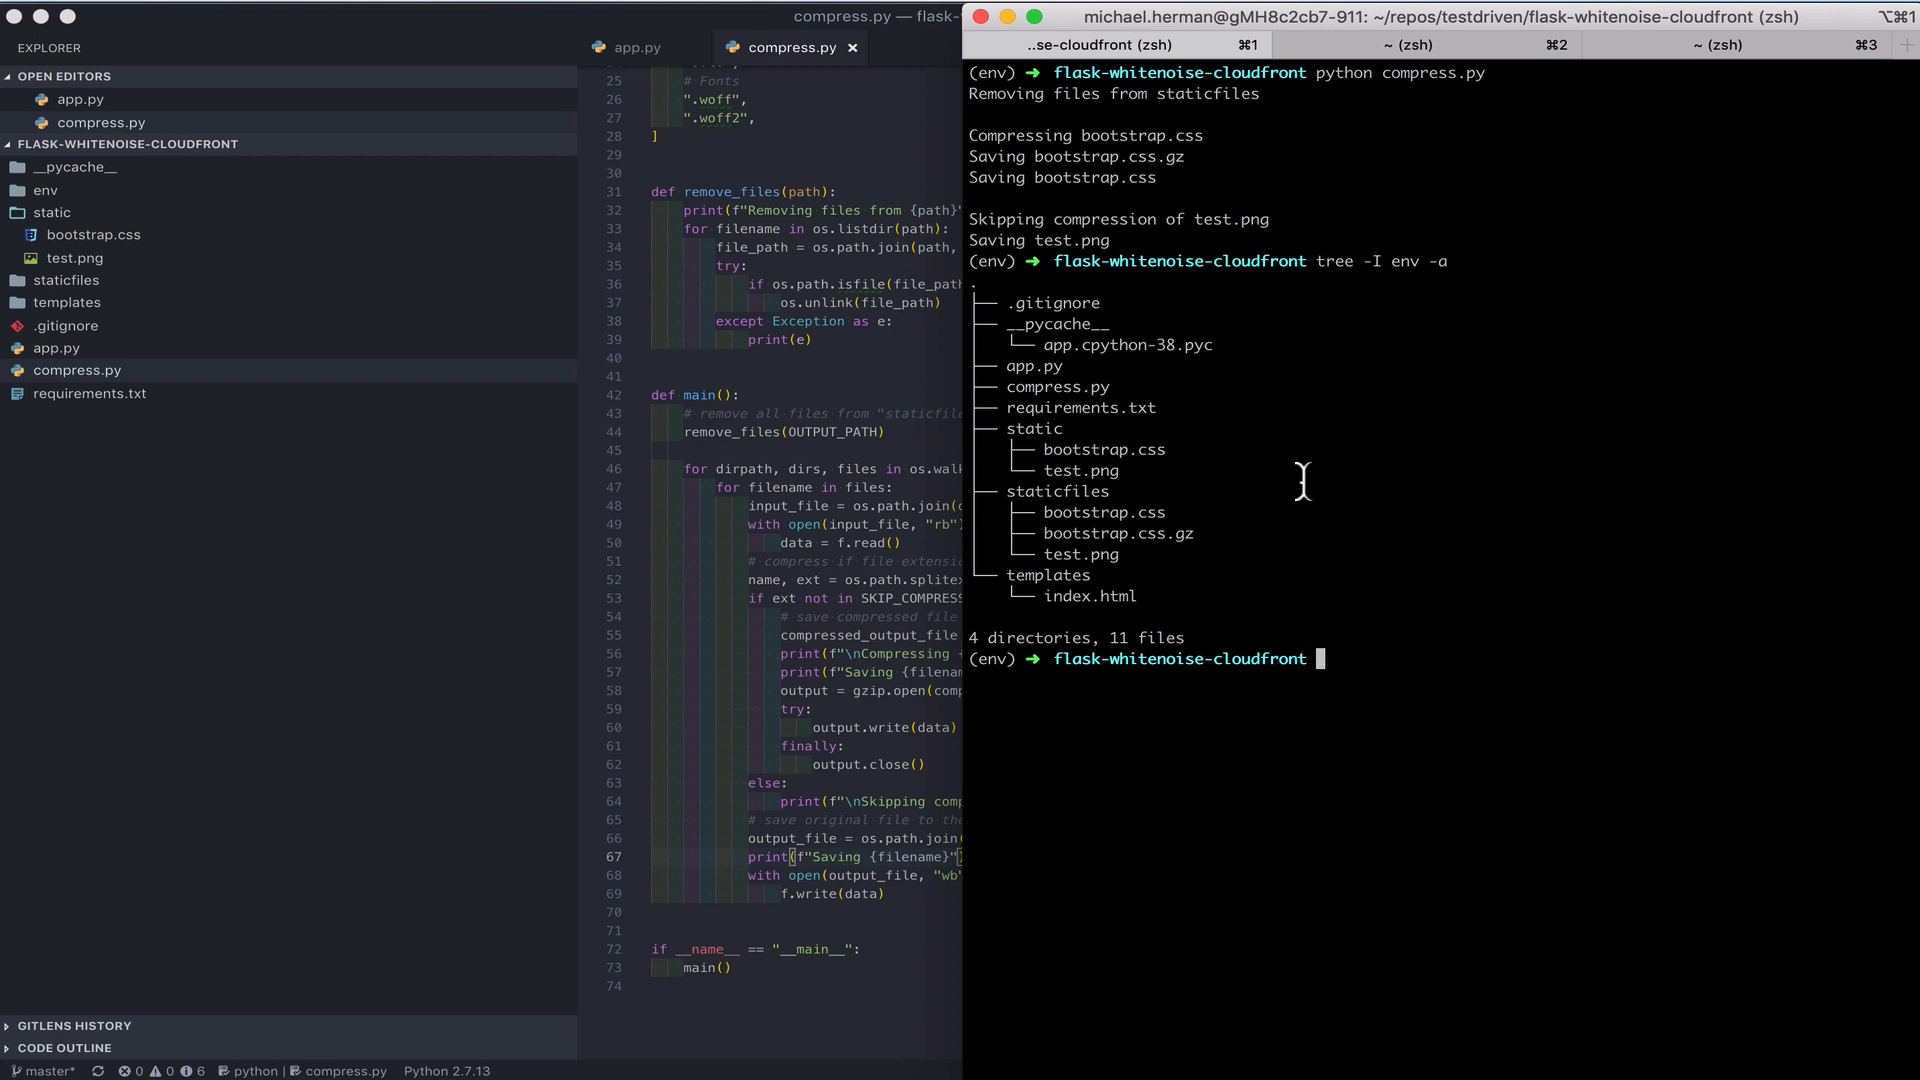 compress.py — flask-
EXPLORER
OPEN EDITORS
app.py
compress.py
FLASK-WHITENOISE-CLOUDFRONT
__pycache__
env
static
bootstrap.css
test.png
staticfiles
templates
.gitignore
app.py
compress.py
requirements.txt
GITLENS HISTORY
CODE OUTLINE
master* 0 0 6 python | compress.py Python 2.7.13
app.py compress.py
25 # Fonts
26 ".woff",
27 ".woff2",
28 ]
29
30
31 def remove_files(path):
32 print(f"Removing files from {path}"
33 for filename in os.listdir(path):
34 file_path = os.path.join(path,
35 try:
36 if os.path.isfile(file_path
37 os.unlink(file_path)
38 except Exception as e:
39 print(e)
40
41
42 def main():
43 # remove all files from "staticfile
44 remove_files(OUTPUT_PATH)
45
46 for dirpath, dirs, files in os.walk
47 for filename in files:
48 input_file = os.path.join(
49 with open(input_file, "rb")
50 data = f.read()
51 # compress if file extensio
52 name, ext = os.path.splitex
53 if ext not in SKIP_COMPRESS
54 # save compressed file
55 compressed_output_file
56 print(f"\nCompressing {
57 print(f"Saving {filenam
58 output = gzip.open(comp
59 try:
60 output.write(data)
61 finally:
62 output.close()
63 else:
64 print(f"\nSkipping comp
65 # save original file to the
66 output_file = os.path.join(
67 print(f"Saving {filename}")
68 with open(output_file, "wb"
69 f.write(data)
70
71
72 if __name__ == "__main__":
73 main()
74
michael.herman@gMH8c2cb7-911: ~/repos/testdriven/flask-whitenoise-cloudfront (zsh) ⌥⌘1
..se-cloudfront (zsh) ⌘1 ~ (zsh) ⌘2 ~ (zsh) ⌘3
(env) ➜ flask-whitenoise-cloudfront python compress.py
Removing files from staticfiles
Compressing bootstrap.css
Saving bootstrap.css.gz
Saving bootstrap.css
Skipping compression of test.png
Saving test.png
(env) ➜ flask-whitenoise-cloudfront tree -I env -a
.
├── .gitignore
├── __pycache__
│   └── app.cpython-38.pyc
├── app.py
├── compress.py
├── requirements.txt
├── static
│   ├── bootstrap.css
│   └── test.png
├── staticfiles
│   ├── bootstrap.css
│   ├── bootstrap.css.gz
│   └── test.png
└── templates
    └── index.html
4 directories, 11 files
(env) ➜ flask-whitenoise-cloudfront